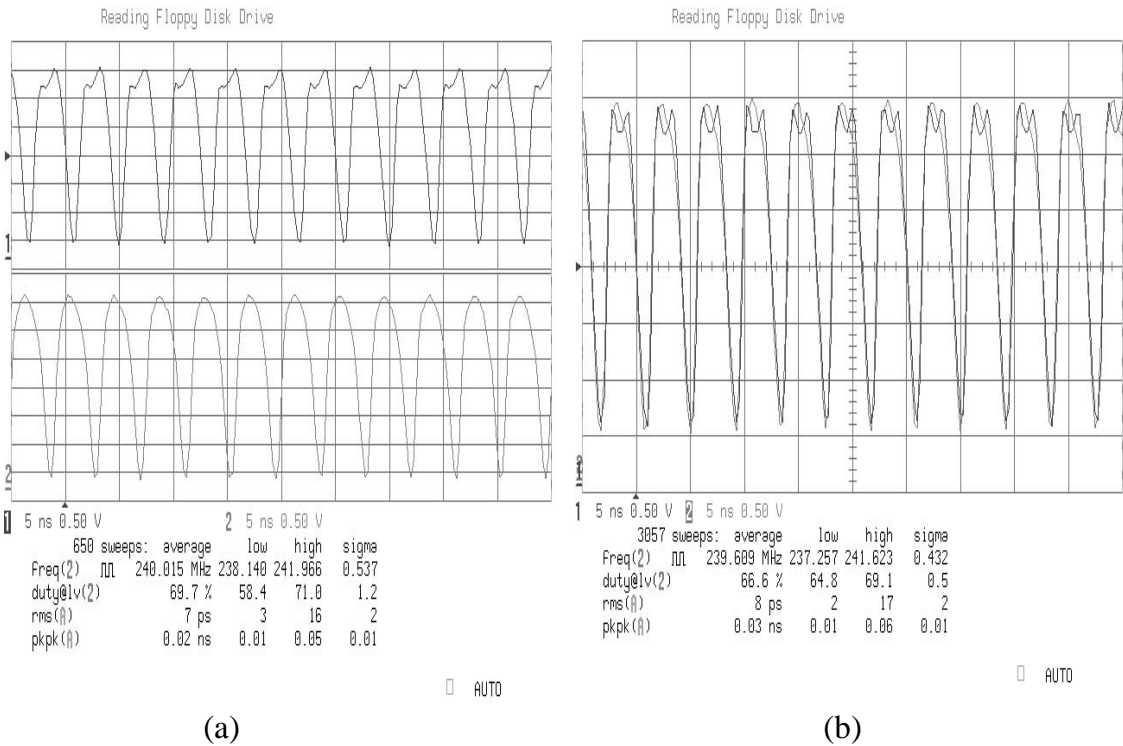 Reading Floppy Disk Drive
1
2
1 5 ns 0.50 V 2 5 ns 0.50 V
650 sweeps: average low high sigma
Freq(2) 240.015 MHz 238.140 241.966 0.537
duty@lv(2) 69.7 % 58.4 71.0 1.2
rms(A) 7 ps 3 16 2
pkpk(A) 0.02 ns 0.01 0.05 0.01
AUTO
(a)
Reading Floppy Disk Drive
1 5 ns 0.50 V 2 5 ns 0.50 V
3057 sweeps: average low high sigma
Freq(2) 239.609 MHz 237.257 241.623 0.432
duty@lv(2) 66.6 % 64.8 69.1 0.5
rms(A) 8 ps 2 17 2
pkpk(A) 0.03 ns 0.01 0.06 0.01
AUTO
(b)